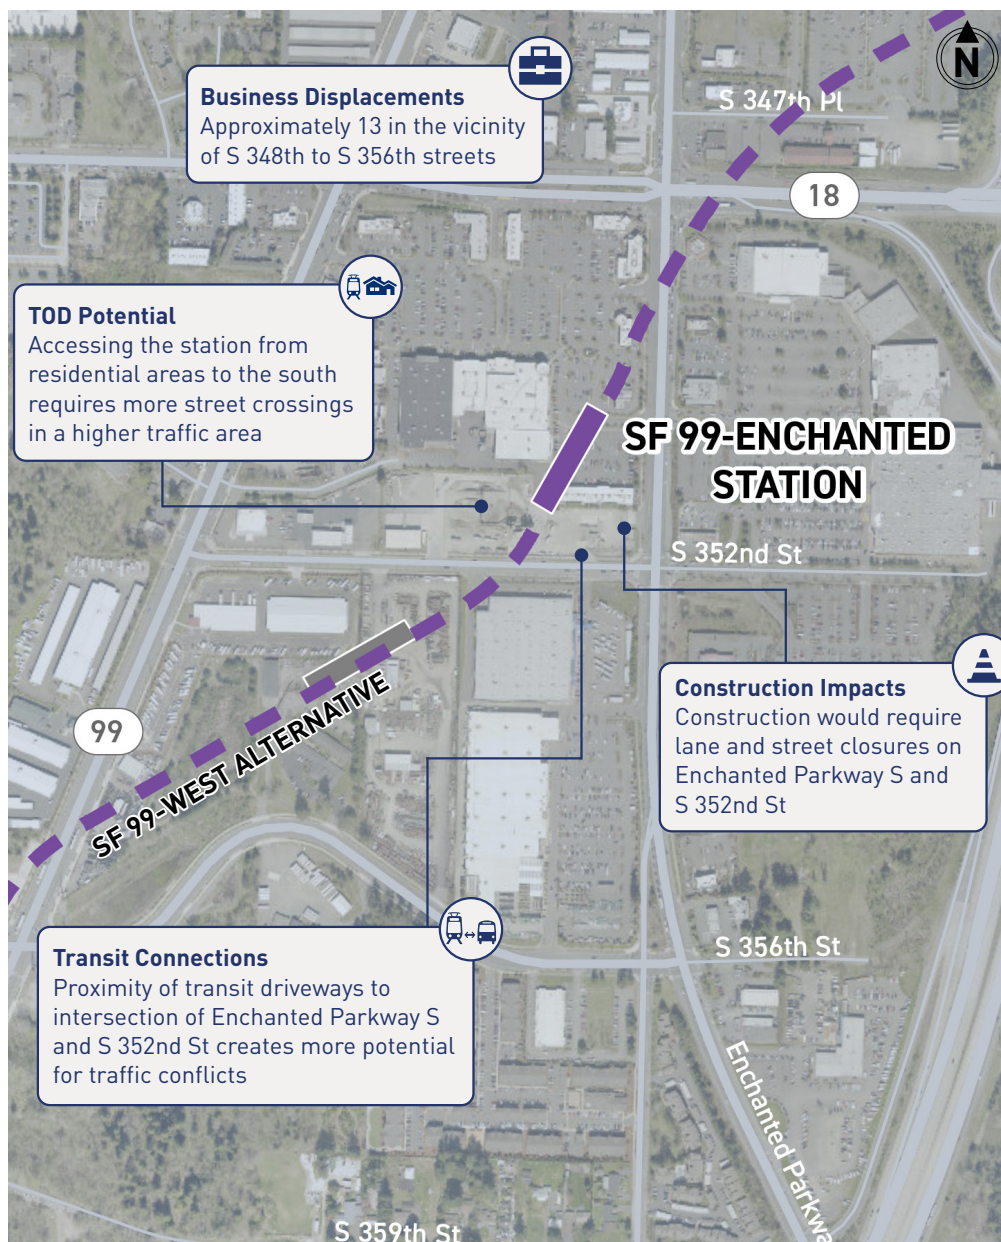 N
S 347th Pl
Business Displacements
Approximately 13 in the vicinity
of S 348th to S 356th streets
18
TOD Potential
Accessing the station from
residential areas to the south
requires more street crossings
in a higher traffic area
SF 99-ENCHANTED
STATION
S 352nd St
Construction Impacts
Construction would require
lane and street closures on
Enchanted Parkway S and
S 352nd St
99
SF 99-WEST ALTERNATIVE
S 356th St
Transit Connections
Proximity of transit driveways to
intersection of Enchanted Parkway S
and S 352nd St creates more potential
for traffic conflicts
Enchanted Parkwa
S 359th St